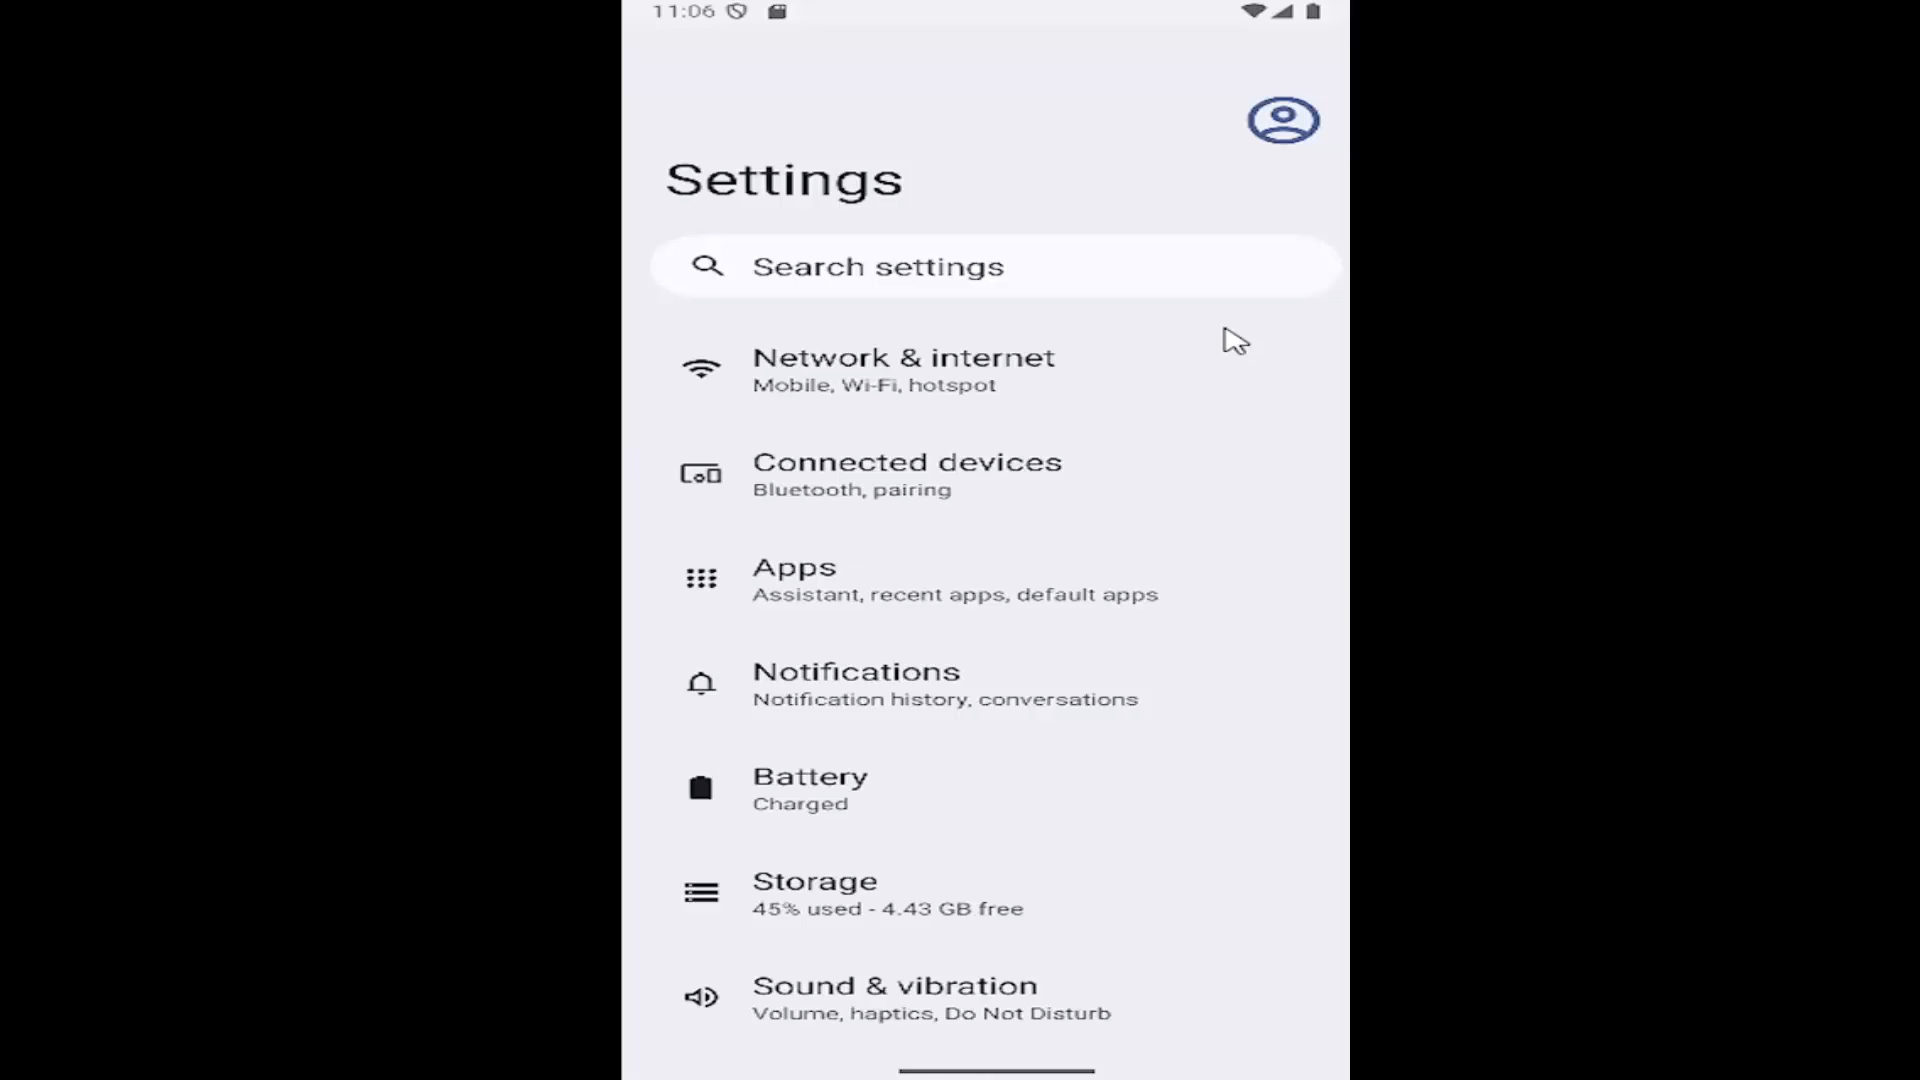 11:06
Settings
Search settings
Network & internet
Mobile, Wi-Fi, hotspot
Connected devices
Bluetooth, pairing
Apps
Assistant, recent apps, default apps
Notifications
Notification history, conversations
Battery
Charged
Storage
45% used - 4.43 GB free
Sound & vibration
Volume, haptics, Do Not Disturb